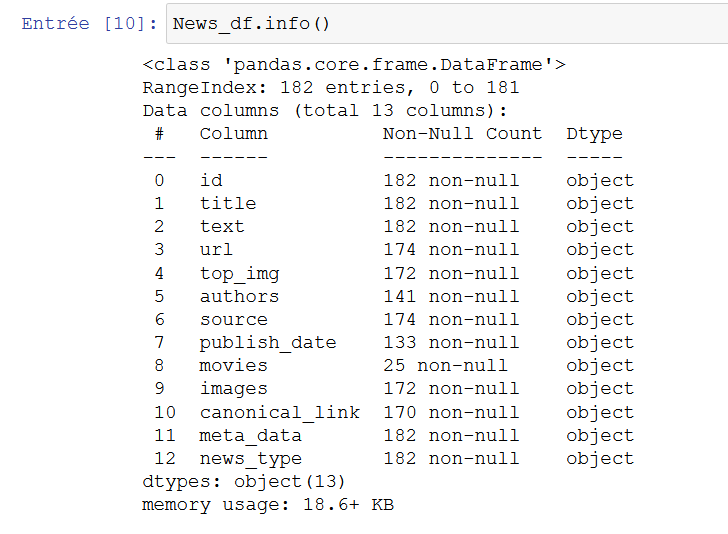 Entrée [10]: News_df.info()
<class 'pandas.core.frame.DataFrame'>
RangeIndex: 182 entries, 0 to 181
Data columns (total 13 columns):
 #   Column          Non-Null Count  Dtype
---  ------          --------------  -----
 0   id              182 non-null    object
 1   title           182 non-null    object
 2   text            182 non-null    object
 3   url             174 non-null    object
 4   top_img         172 non-null    object
 5   authors         141 non-null    object
 6   source          174 non-null    object
 7   publish_date    133 non-null    object
 8   movies          25 non-null     object
 9   images          172 non-null    object
 10  canonical_link  170 non-null    object
 11  meta_data       182 non-null    object
 12  news_type       182 non-null    object
dtypes: object(13)
memory usage: 18.6+ KB